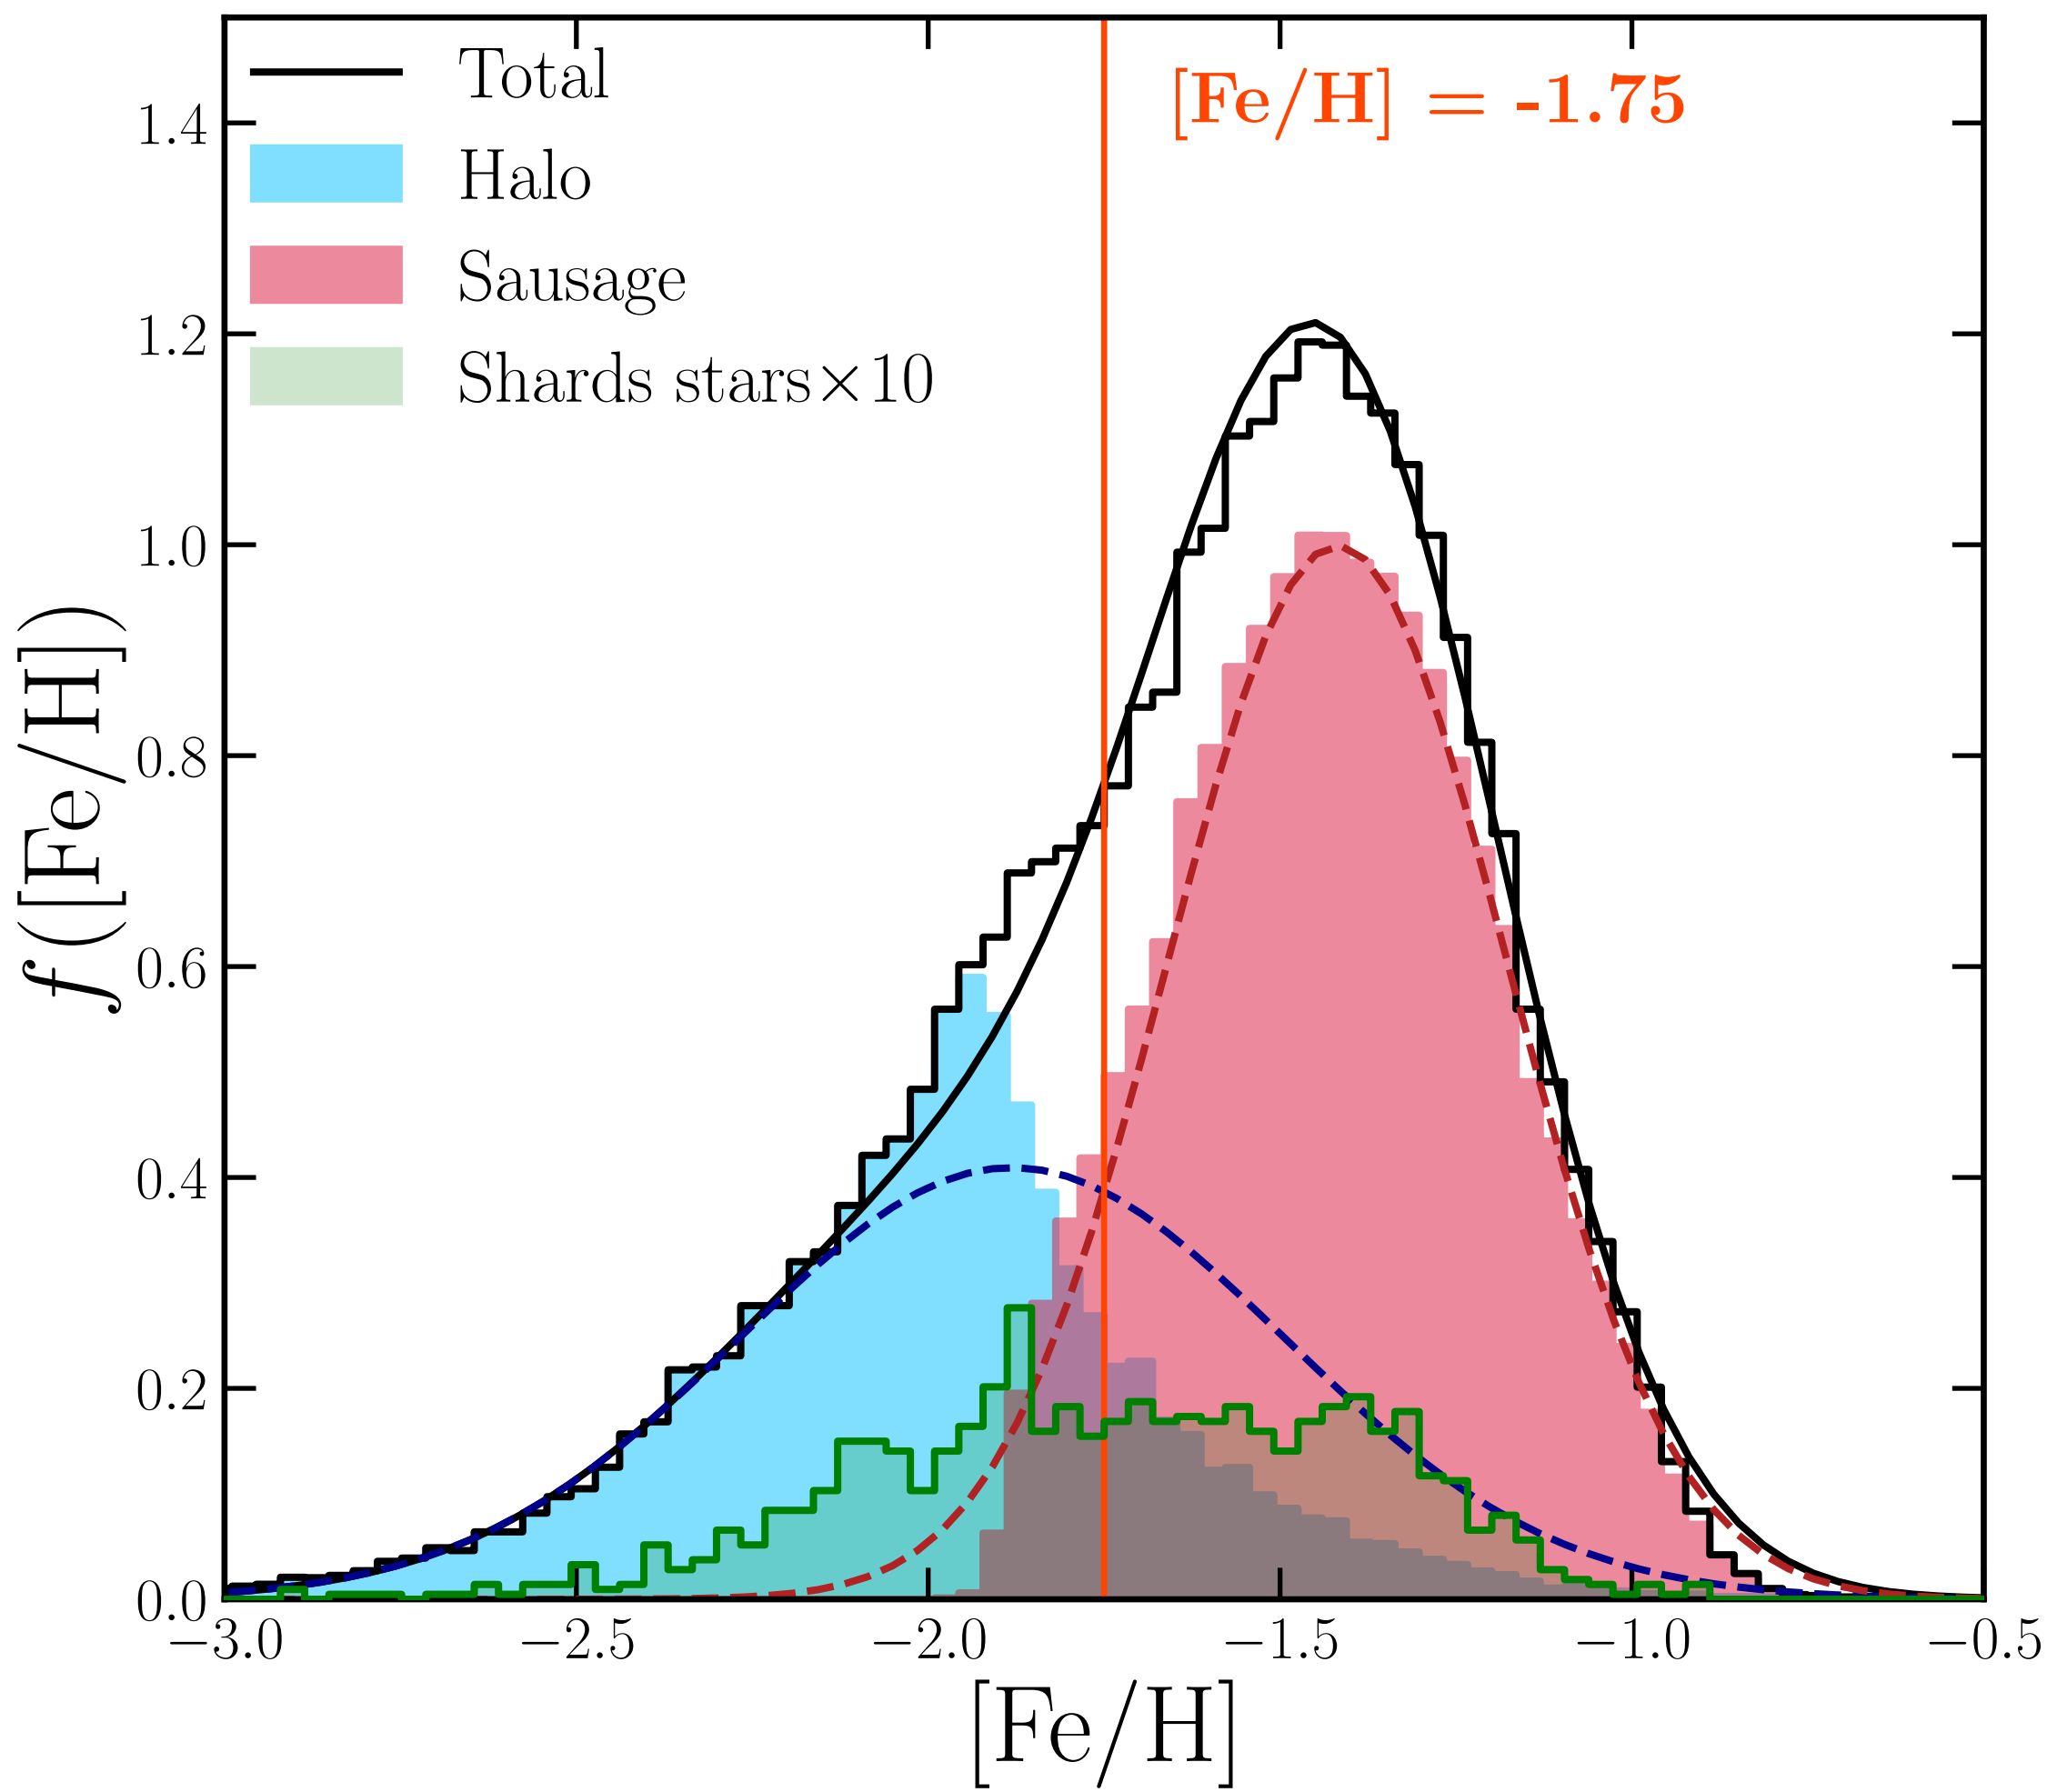 Total
Halo
Sausage
Shards stars×10
[Fe/H] = -1.75
f([Fe/H])
1.4
1.2
1.0
0.8
0.6
0.4
0.2
0.0
−3.0 −2.5 −2.0 −1.5 −1.0 −0.5
[Fe/H]